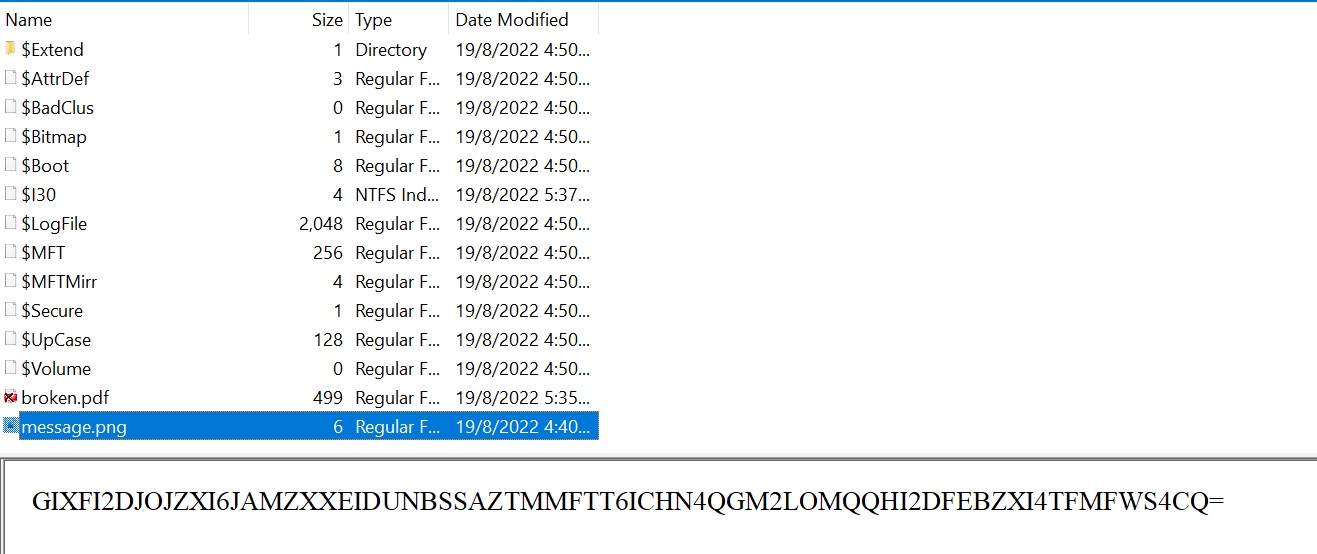 Name Size Type Date Modified
$Extend 1 Directory 19/8/2022 4:50...
$AttrDef 3 Regular F... 19/8/2022 4:50...
$BadClus 0 Regular F... 19/8/2022 4:50...
$Bitmap 1 Regular F... 19/8/2022 4:50...
$Boot 8 Regular F... 19/8/2022 4:50...
$I30 4 NTFS Ind... 19/8/2022 5:37...
$LogFile 2,048 Regular F... 19/8/2022 4:50...
$MFT 256 Regular F... 19/8/2022 4:50...
$MFTMirr 4 Regular F... 19/8/2022 4:50...
$Secure 1 Regular F... 19/8/2022 4:50...
$UpCase 128 Regular F... 19/8/2022 4:50...
$Volume 0 Regular F... 19/8/2022 4:50...
broken.pdf 499 Regular F... 19/8/2022 5:35...
message.png 6 Regular F... 19/8/2022 4:40...
GIXFI2DJOJZXI6JAMZXXEIDUNBSSAZTMMFTT6ICHN4QGM2LOMQQHI2DFEBZXI4TFMFWS4CQ=